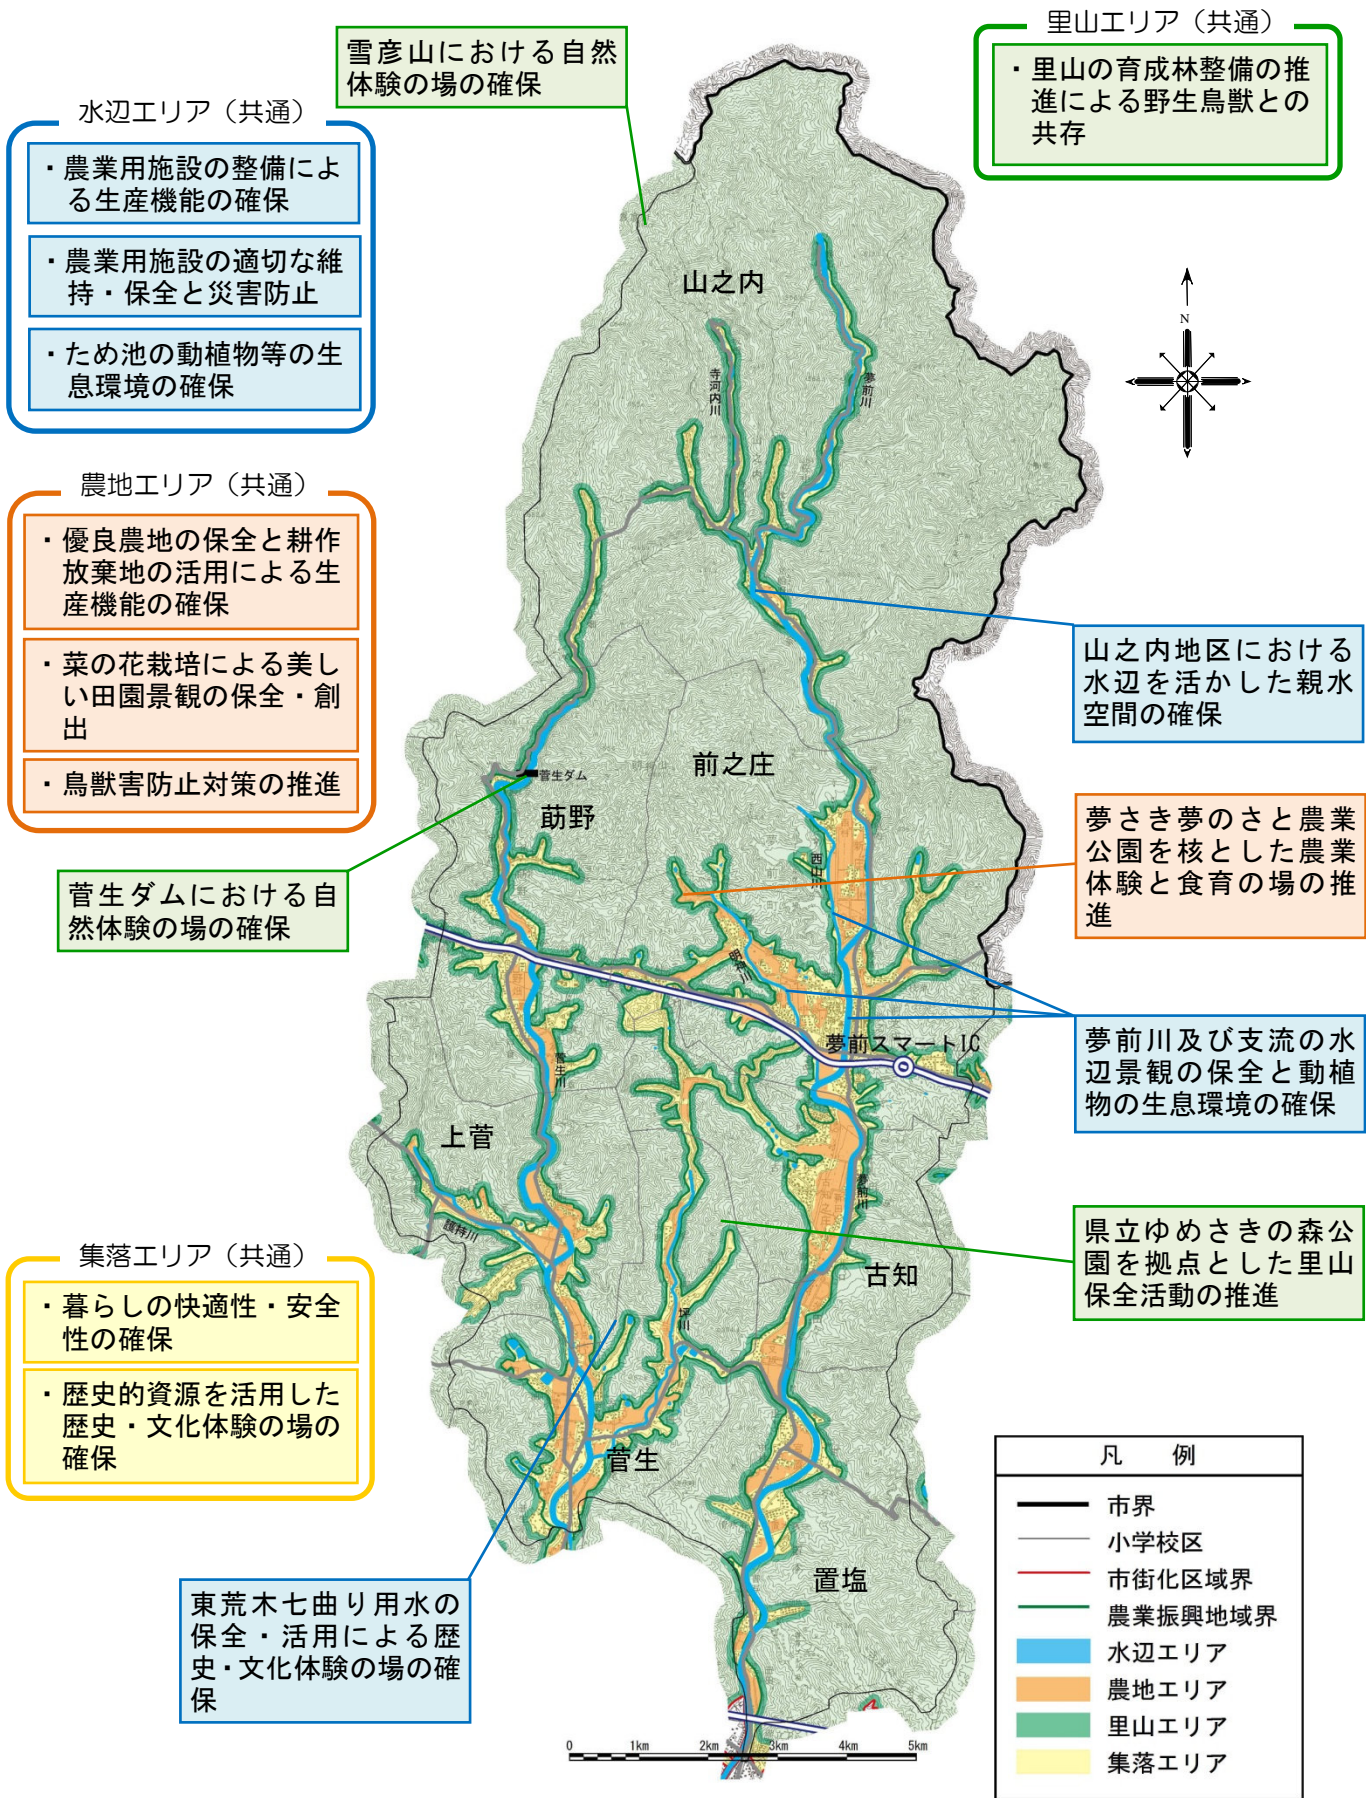 里山エリア（共通）
・里山の育成林整備の推
進による野生鳥獣との
共存
雪彦山における自然
体験の場の確保
水辺エリア（共通）
・農業用施設の整備によ
る生産機能の確保
・農業用施設の適切な維
持・保全と災害防止
・ため池の動植物等の生
息環境の確保
農地エリア（共通）
・優良農地の保全と耕作
放棄地の活用による生
産機能の確保
・菜の花栽培による美し
い田園景観の保全・創
出
・鳥獣害防止対策の推進
菅生ダムにおける自
然体験の場の確保
集落エリア（共通）
・暮らしの快適性・安全
性の確保
・歴史的資源を活用した
歴史・文化体験の場の
確保
東荒木七曲り用水の
保全・活用による歴
史・文化体験の場の確
保
山之内
寺河内川
夢前川
前之庄
菅生ダム
莇野
明神川
夢前スマートIC
菅生川
上菅
護持川
夢前川
古知
坪川
菅生
置塩
N
山之内地区における
水辺を活かした親水
空間の確保
夢さき夢のさと農業
公園を核とした農業
体験と食育の場の推
進
夢前川及び支流の水
辺景観の保全と動植
物の生息環境の確保
県立ゆめさきの森公
園を拠点とした里山
保全活動の推進
凡 例
市界
小学校区
市街化区域界
農業振興地域界
水辺エリア
農地エリア
里山エリア
集落エリア
0 1km 2km 3km 4km 5km